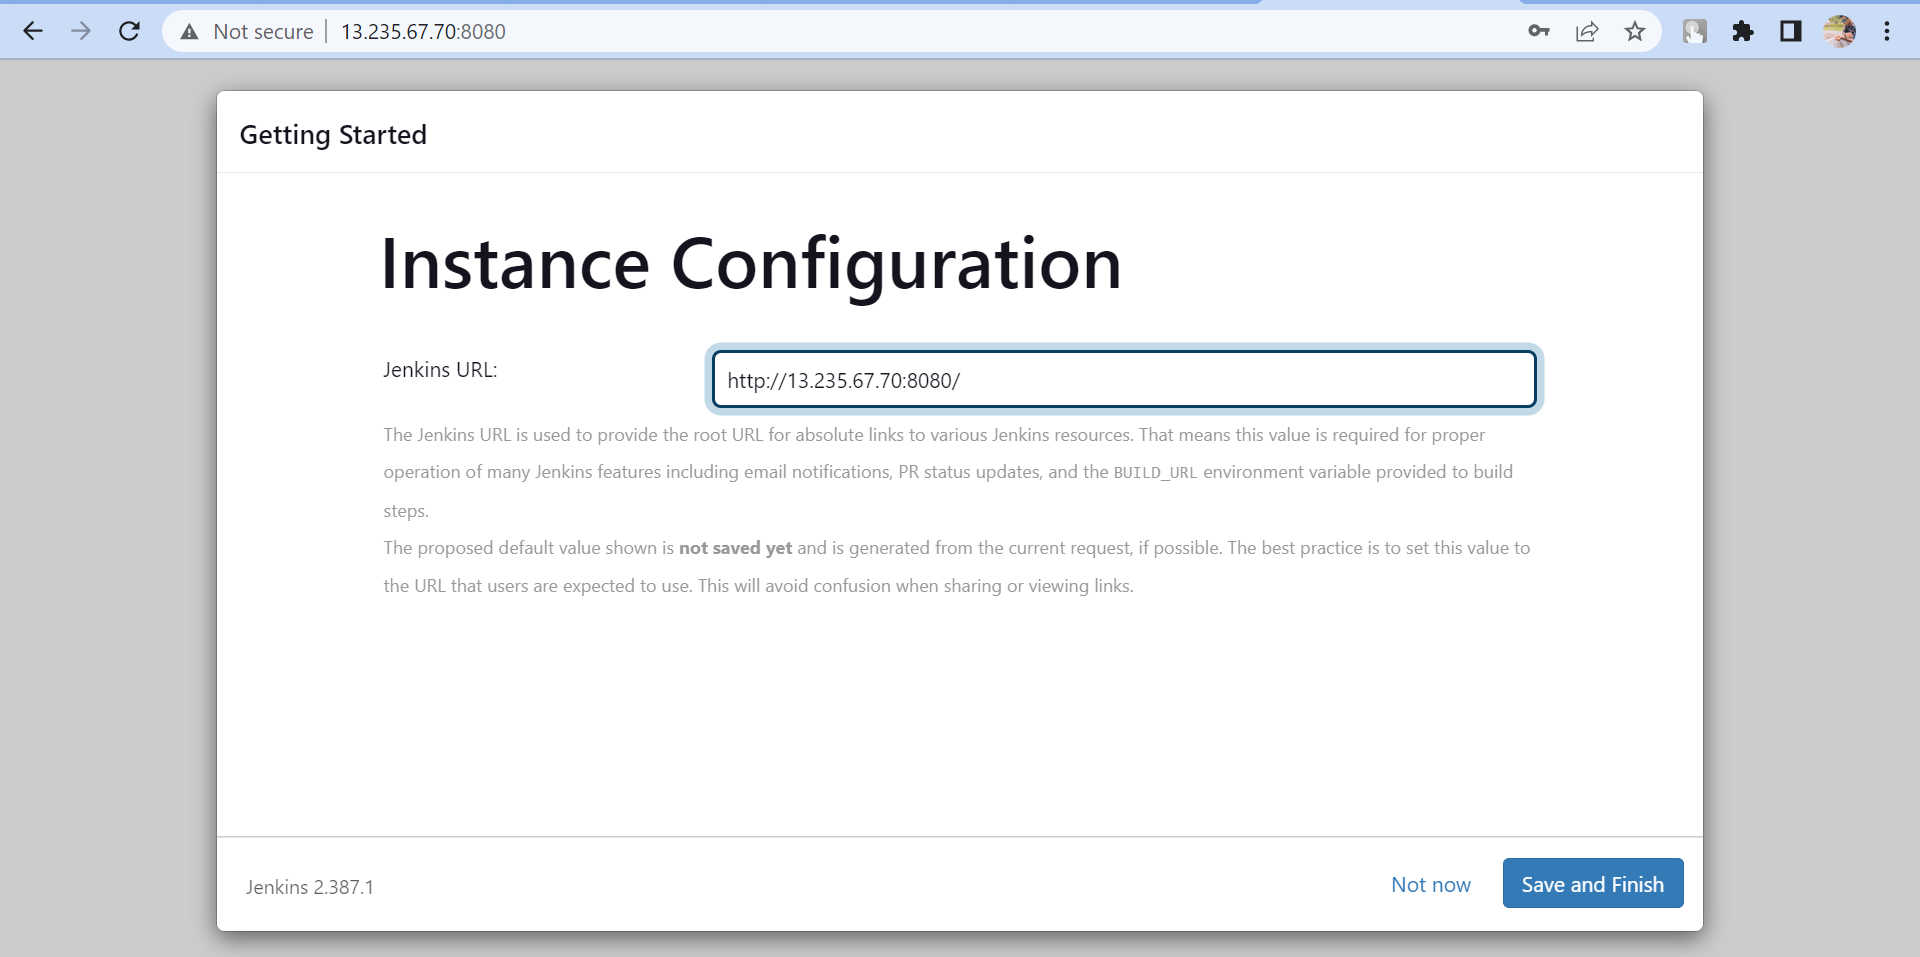 Not secure | 13.235.67.70:8080
Getting Started
Instance Configuration
Jenkins URL:
http://13.235.67.70:8080/
The Jenkins URL is used to provide the root URL for absolute links to various Jenkins resources. That means this value is required for proper
operation of many Jenkins features including email notifications, PR status updates, and the BUILD_URL environment variable provided to build
steps.
The proposed default value shown is not saved yet and is generated from the current request, if possible. The best practice is to set this value to
the URL that users are expected to use. This will avoid confusion when sharing or viewing links.
Jenkins 2.387.1
Not now
Save and Finish